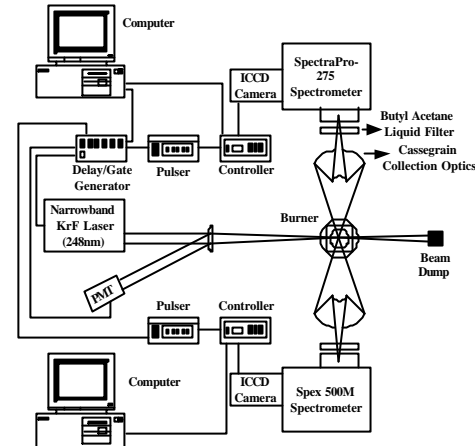 Computer
ICCD
Camera
SpectraPro-
275
Spectrometer
Butyl Acetane
Liquid Filter
Cassegrain
Collection Optics
Delay/Gate
Generator
Pulser
Controller
Narrowband
KrF Laser
(248nm)
Burner
Beam
Dump
PMT
Pulser
Controller
Computer
ICCD
Camera
Spex 500M
Spectrometer